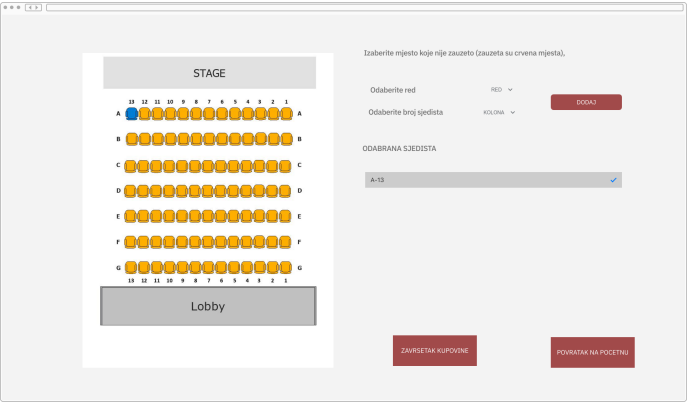 Izaberite mjesto koje nije zauzeto (zauzeta su crvena mjesta),
STAGE
Odaberite red
RED
DODAJ
Odaberite broj sjedista
KOLONA
13 12 11 10 9 8 7 6 5 4 3 2 1
A A
B B
ODABRANA SJEDISTA
C C
A-13
D D
E E
F F
G G
13 12 11 10 9 8 7 6 5 4 3 2 1
Lobby
ZAVRSETAK KUPOVINE
POVRATAK NA POCETNU